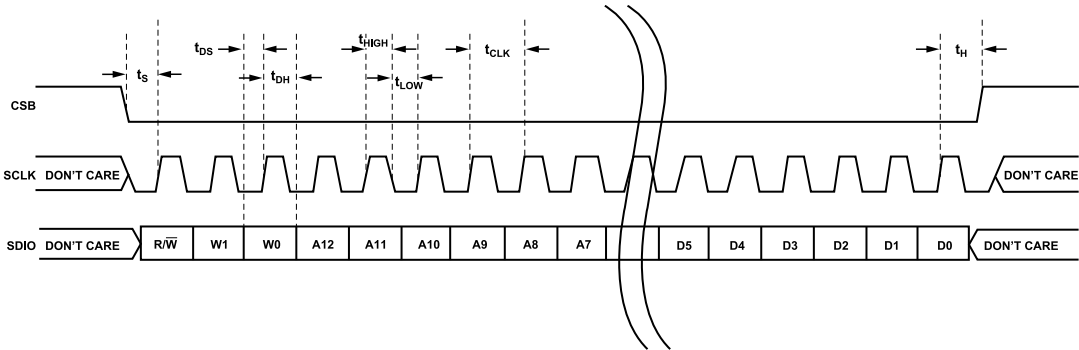 tDS
tHIGH
tCLK
tH
tS
tDH
tLOW
CSB
SCLK DON'T CARE DON'T CARE
SDIO DON'T CARE R/W̅ W1 W0 A12 A11 A10 A9 A8 A7 D5 D4 D3 D2 D1 D0 DON'T CARE